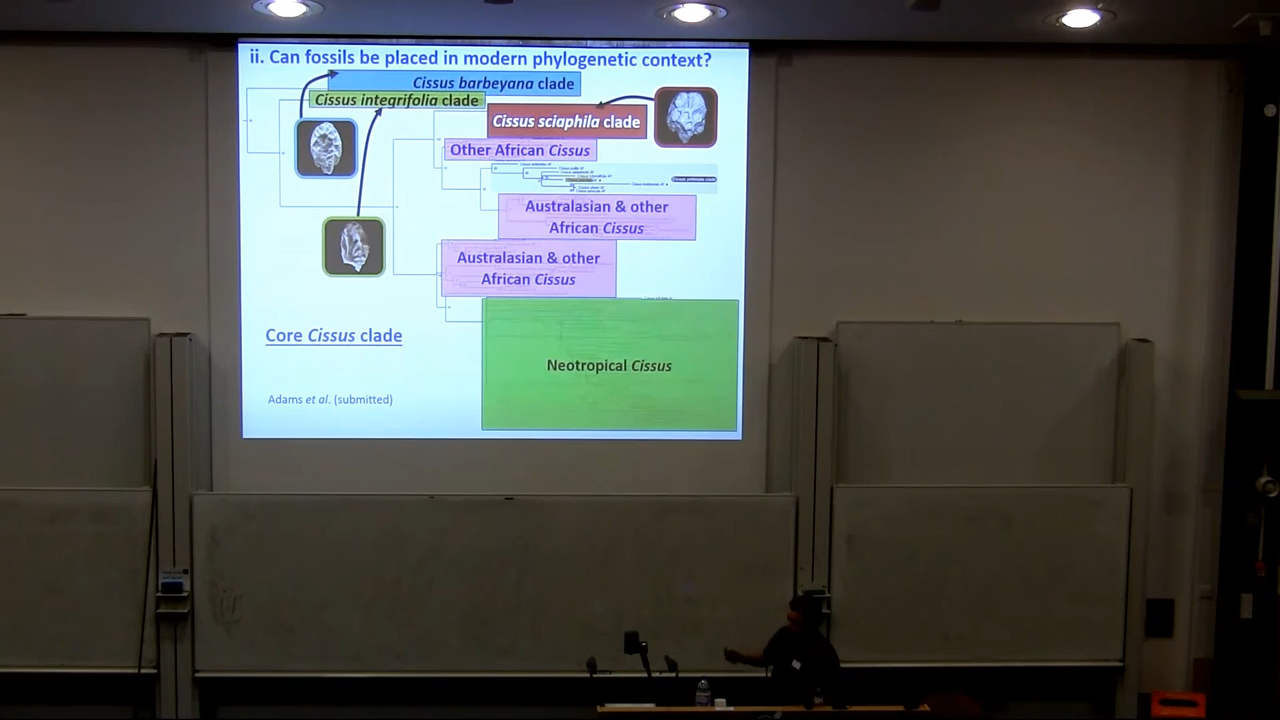 ii. Can fossils be placed in modern phylogenetic context?
Cissus barbeyana clade
Cissus integrifolia clade
Cissus sciaphila clade
Other African Cissus
Australasian & other
African Cissus
Australasian & other
African Cissus
Neotropical Cissus
Core Cissus clade
Adams et al. (submitted)